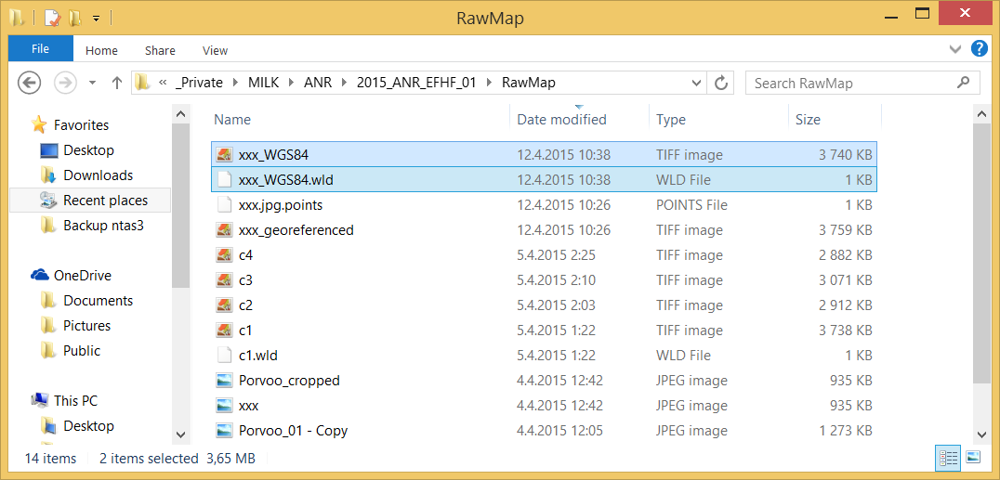 RawMap
File Home Share View
« _Private MILK ANR 2015_ANR_EFHF_01 RawMap Search RawMap
Favorites
Desktop
Downloads
Recent places
Backup ntas3
OneDrive
Documents
Pictures
Public
This PC
Desktop
Name Date modified Type Size
xxx_WGS84 12.4.2015 10:38 TIFF image 3 740 KB
xxx_WGS84.wld 12.4.2015 10:38 WLD File 1 KB
xxx.jpg.points 12.4.2015 10:26 POINTS File 1 KB
xxx_georeferenced 12.4.2015 10:26 TIFF image 3 759 KB
c4 5.4.2015 2:25 TIFF image 2 882 KB
c3 5.4.2015 2:10 TIFF image 3 071 KB
c2 5.4.2015 2:03 TIFF image 2 912 KB
c1 5.4.2015 1:22 TIFF image 3 738 KB
c1.wld 5.4.2015 1:22 WLD File 1 KB
Porvoo_cropped 4.4.2015 12:42 JPEG image 935 KB
xxx 4.4.2015 12:42 JPEG image 935 KB
Porvoo_01 - Copy 4.4.2015 12:05 JPEG image 1 273 KB
14 items 2 items selected 3,65 MB